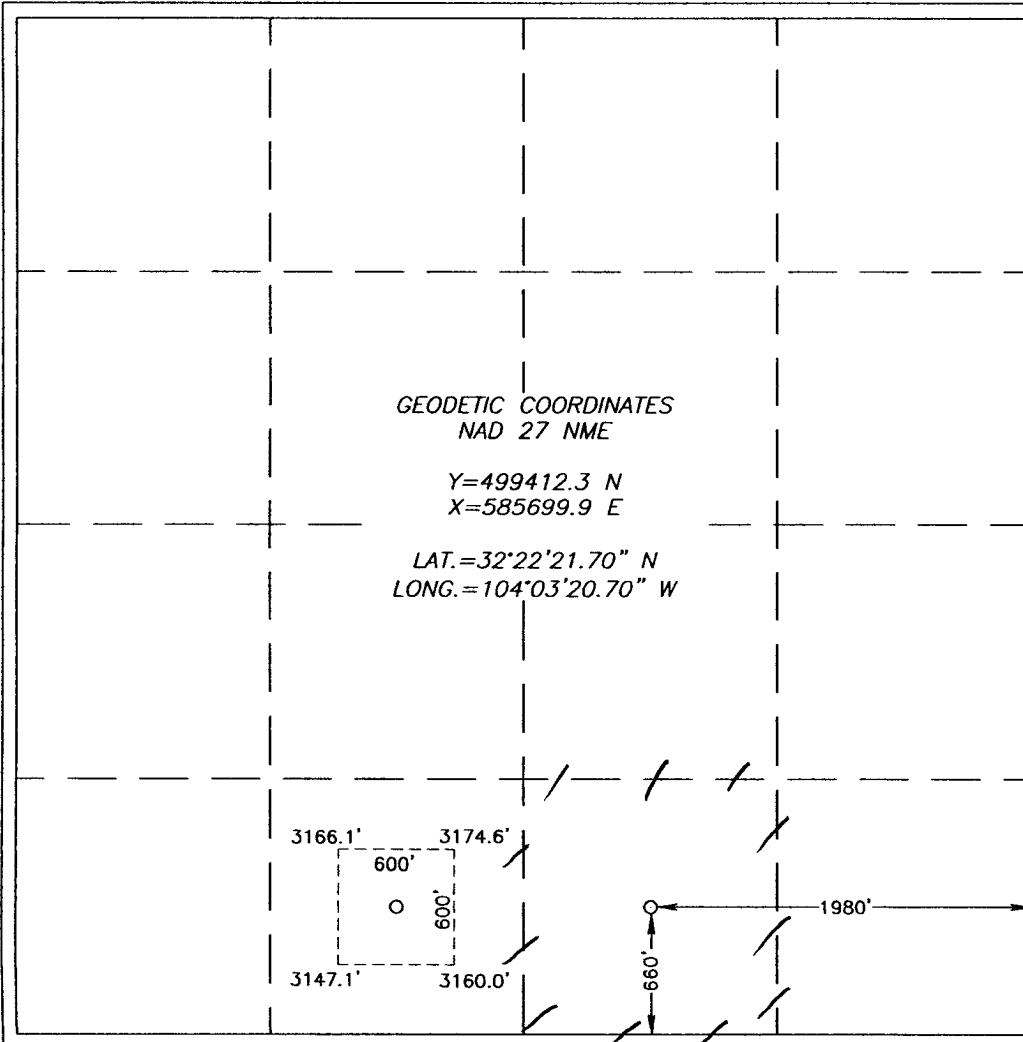 GEODETIC COORDINATES
NAD 27 NME
Y=499412.3 N
X=585699.9 E
LAT.=32°22'21.70" N
LONG.=104°03'20.70" W
3166.1' 3174.6'
600'
600'
1980'
660'
3147.1' 3160.0'